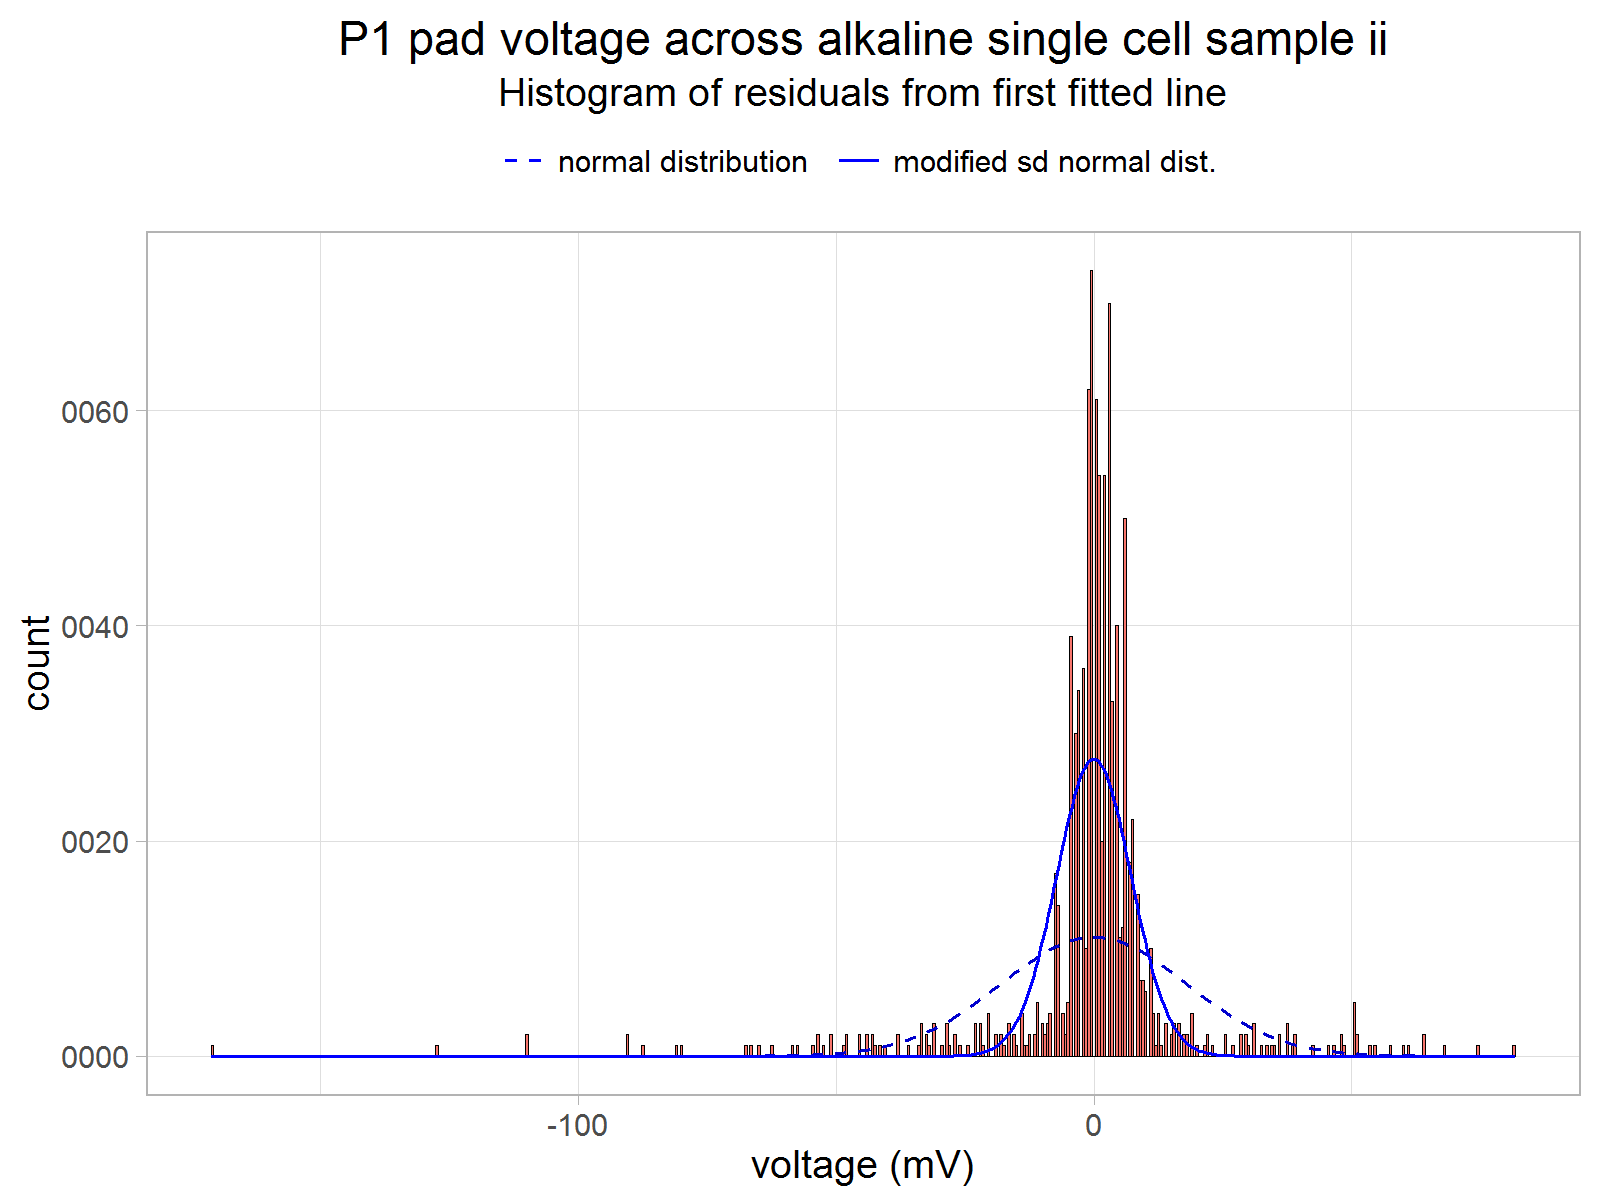 P1 pad voltage across alkaline single cell sample ii
Histogram of residuals from first fitted line
normal distribution modified sd normal dist.
0060
0040
0020
0000
count
-100 0
voltage (mV)